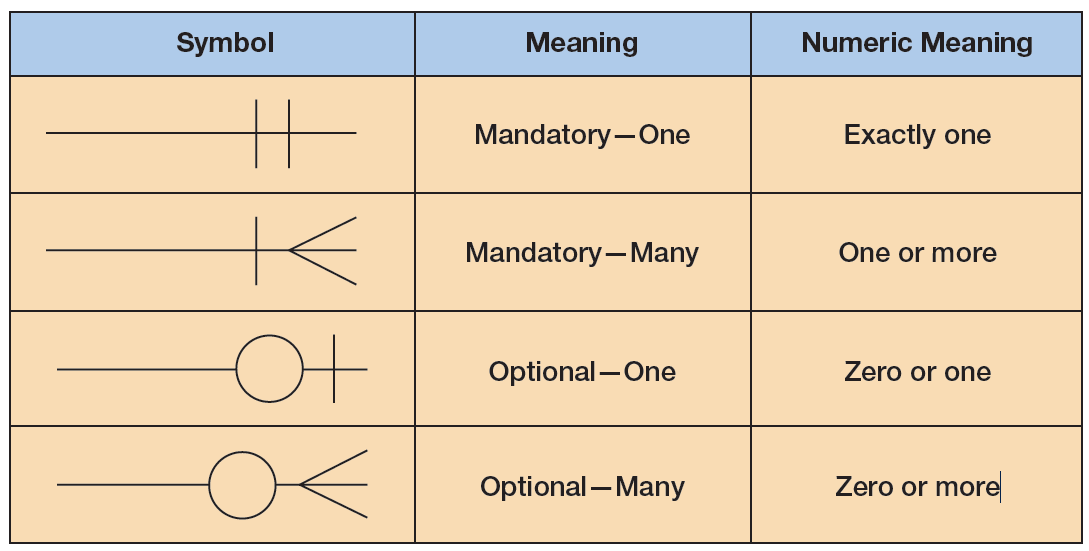 Symbol Meaning Numeric Meaning
Mandatory—One Exactly one
Mandatory—Many One or more
Optional—One Zero or one
Optional—Many Zero or more